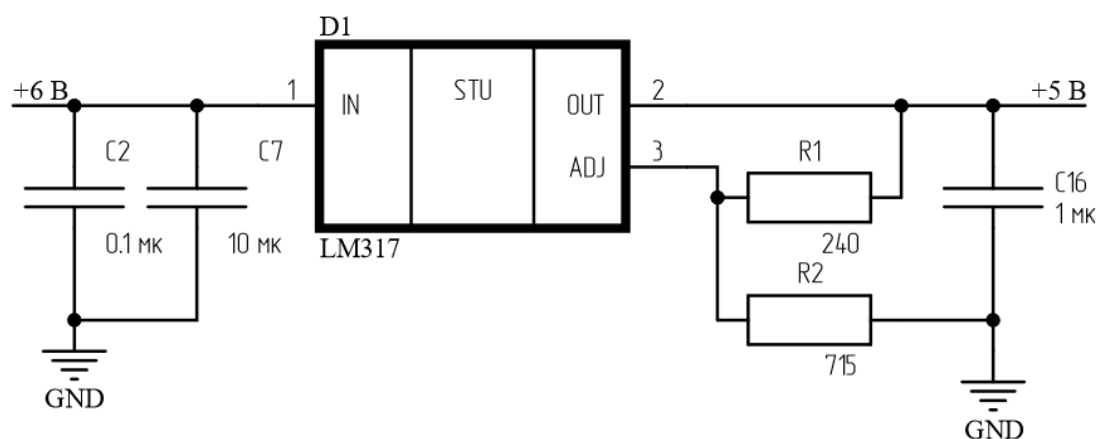 D1
+6 В
1
IN
STU
OUT
2
+5 В
ADJ
3
C2
C7
R1
C16
1 мк
0.1 мк
10 мк
LM317
240
R2
715
GND
GND